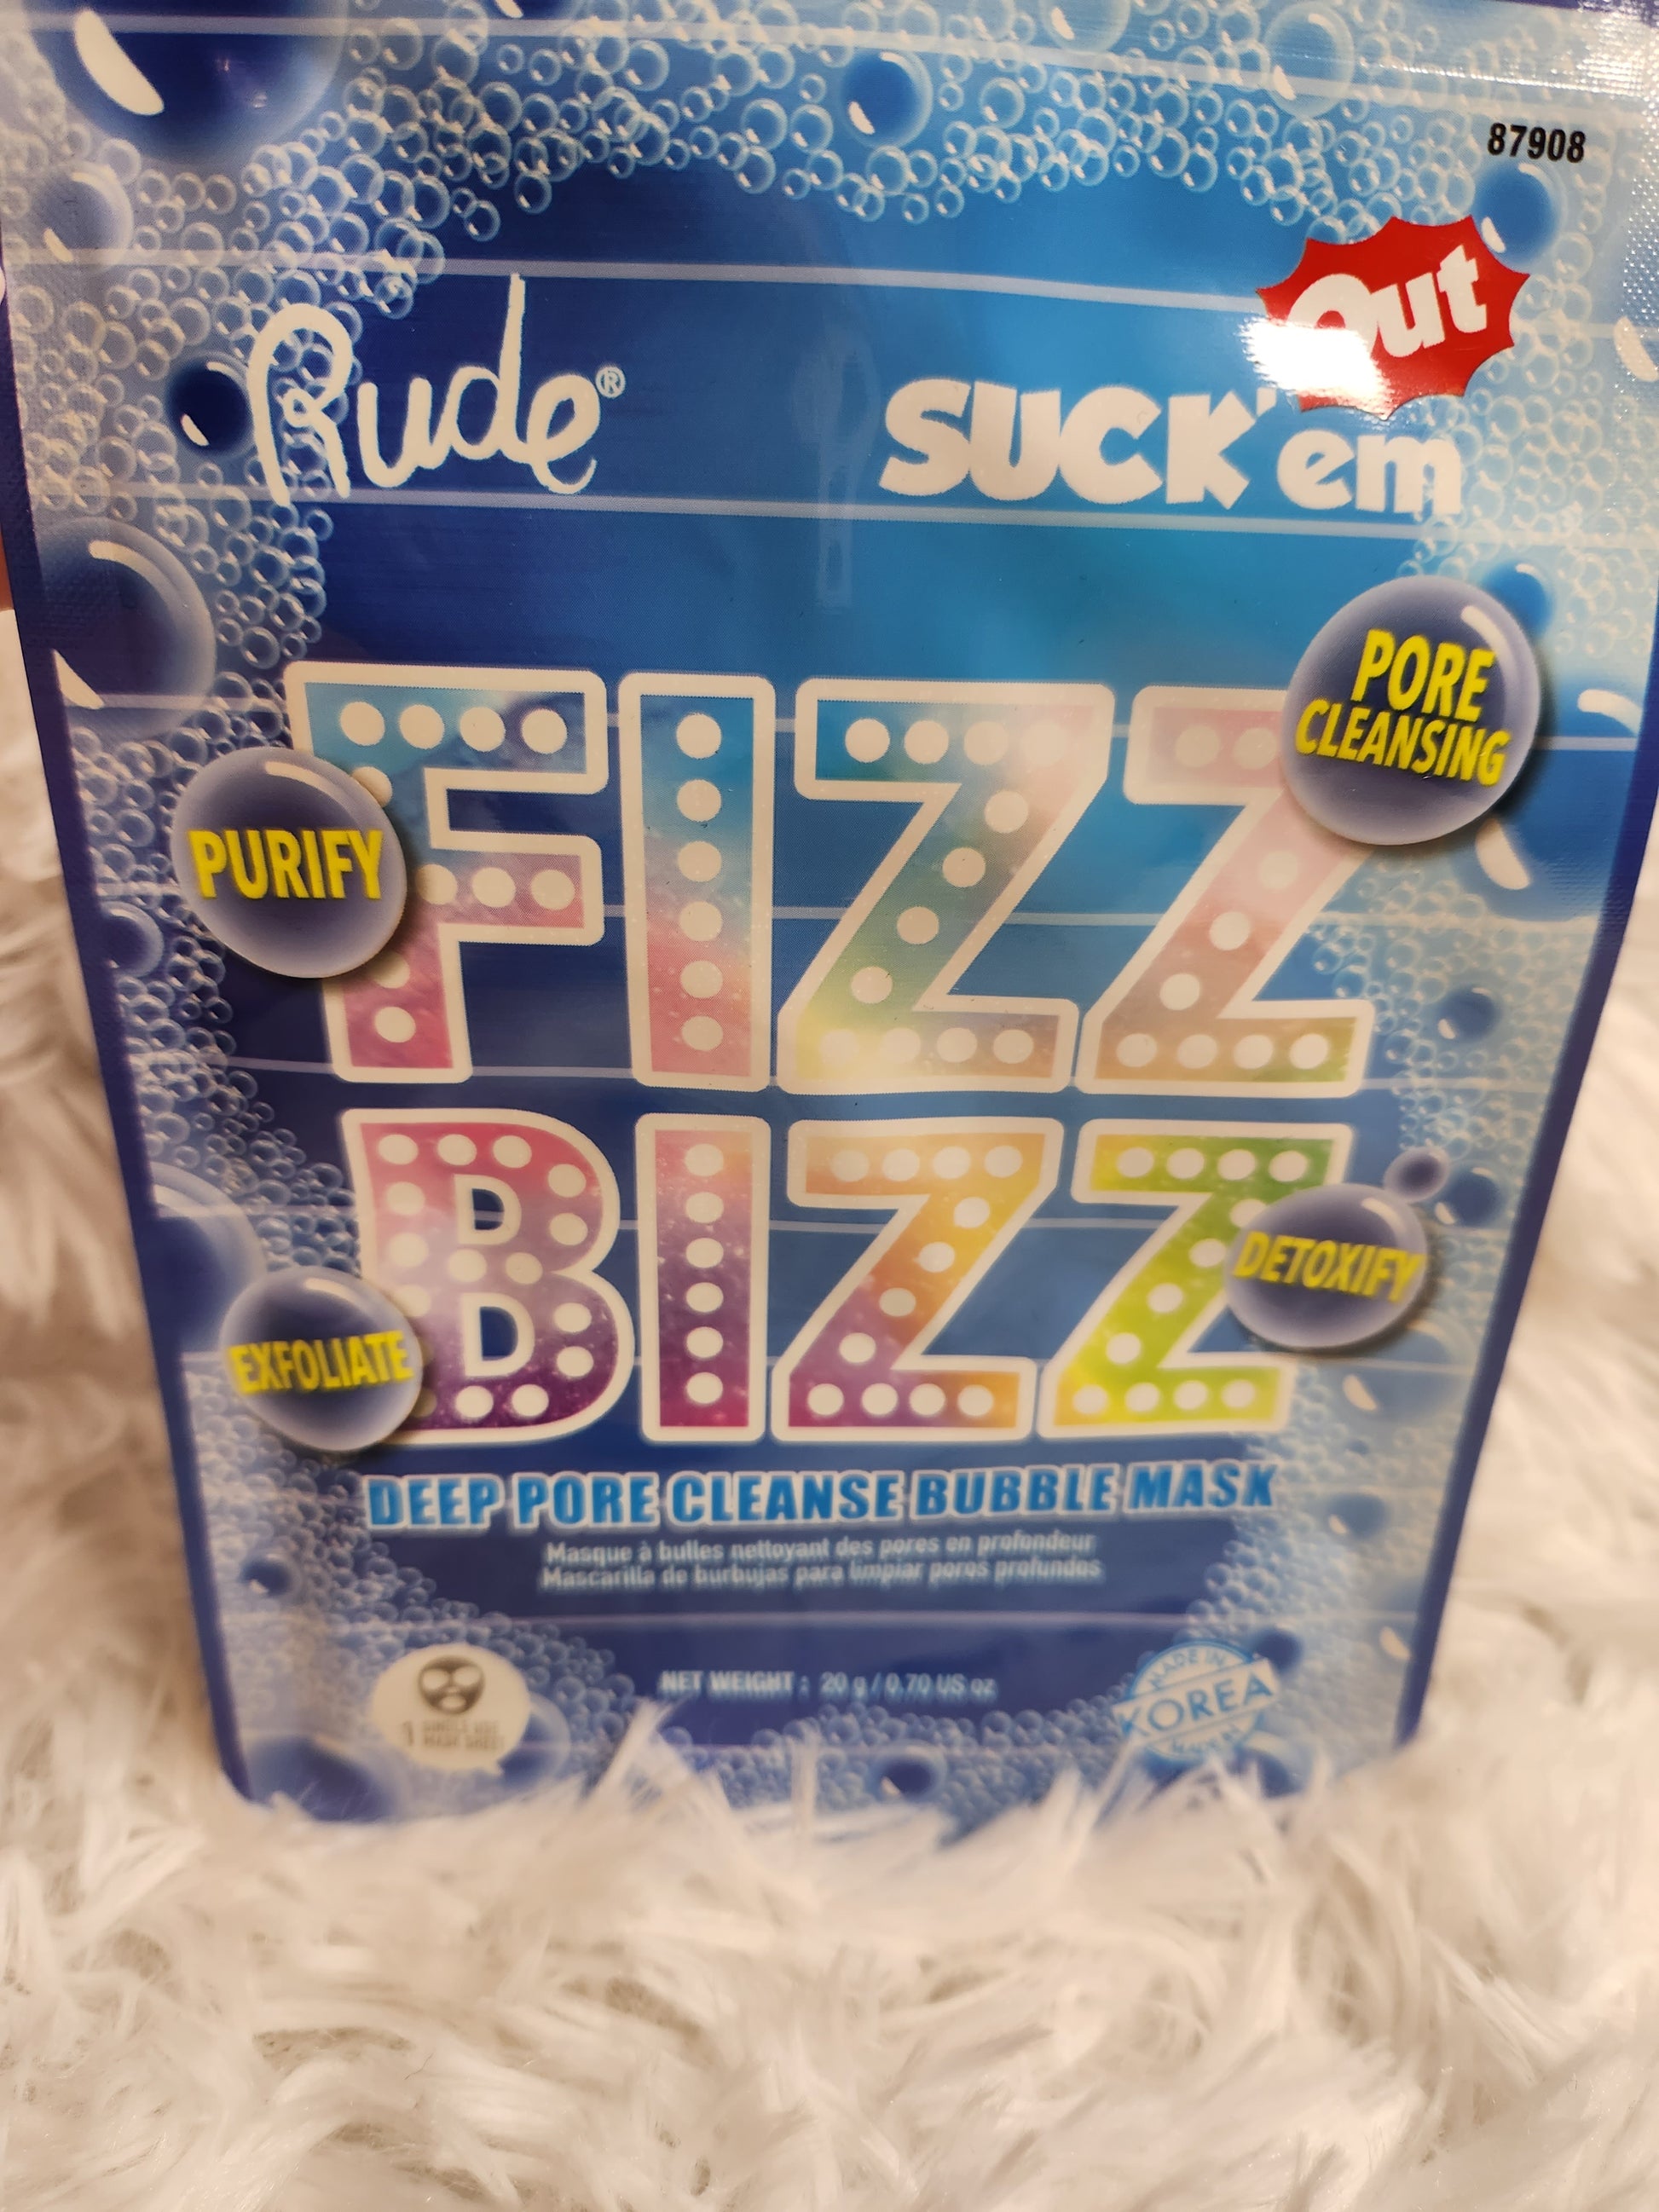 87908
Rude®
SUCK'em
Out
PORE
CLEANSING
PURIFY
FIZZ
BIZZ
DETOXIFY
EXFOLIATE
DEEP PORE CLEANSE BUBBLE MASK
Masque à bulles nettoyant des pores en profondeur
Mascarilla de burbujas para limpiar poros profundos
NET WEIGHT : 20 g / 0.70 US oz
MADE IN
KOREA
1